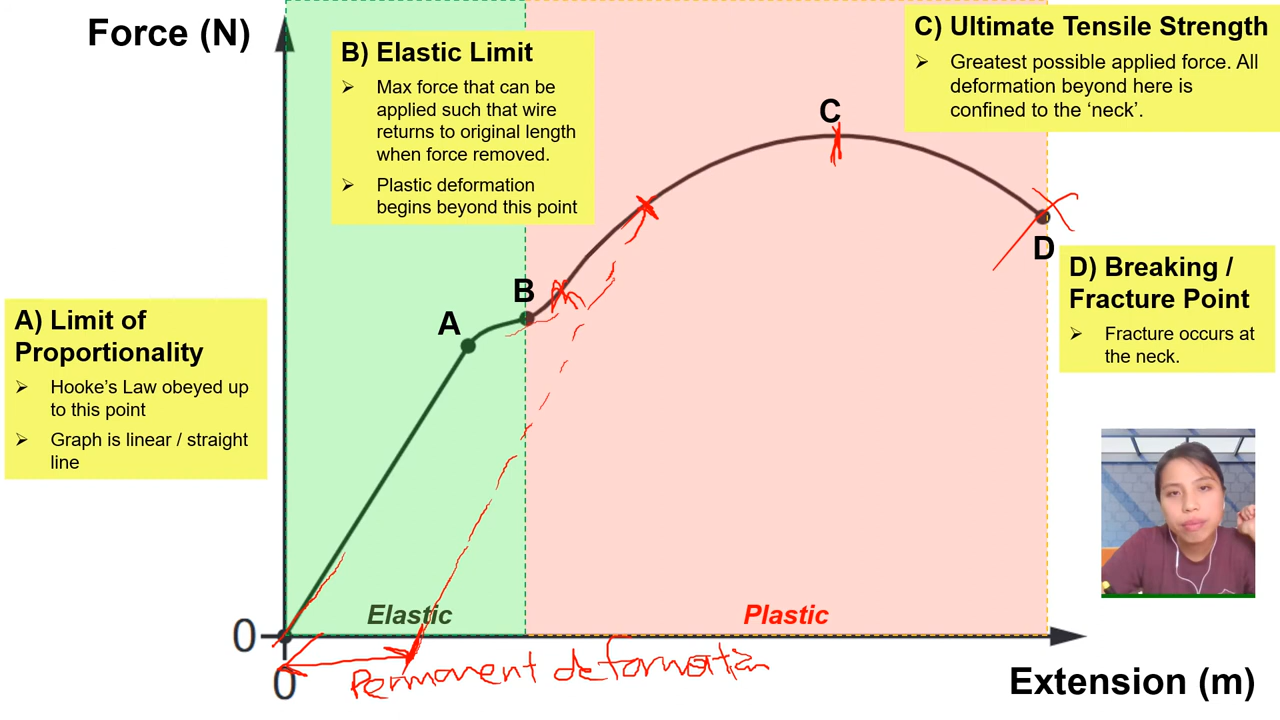 Force (N)
B) Elastic Limit
➢ Max force that can be
applied such that wire
returns to original length
when force removed.
➢ Plastic deformation
begins beyond this point
C) Ultimate Tensile Strength
➢ Greatest possible applied force. All
deformation beyond here is
confined to the ‘neck’.
C
D
D) Breaking /
Fracture Point
➢ Fracture occurs at
the neck.
B
A
A) Limit of
Proportionality
➢ Hooke’s Law obeyed up
to this point
➢ Graph is linear / straight
line
Elastic
Plastic
0
0
Permanent deformation
Extension (m)